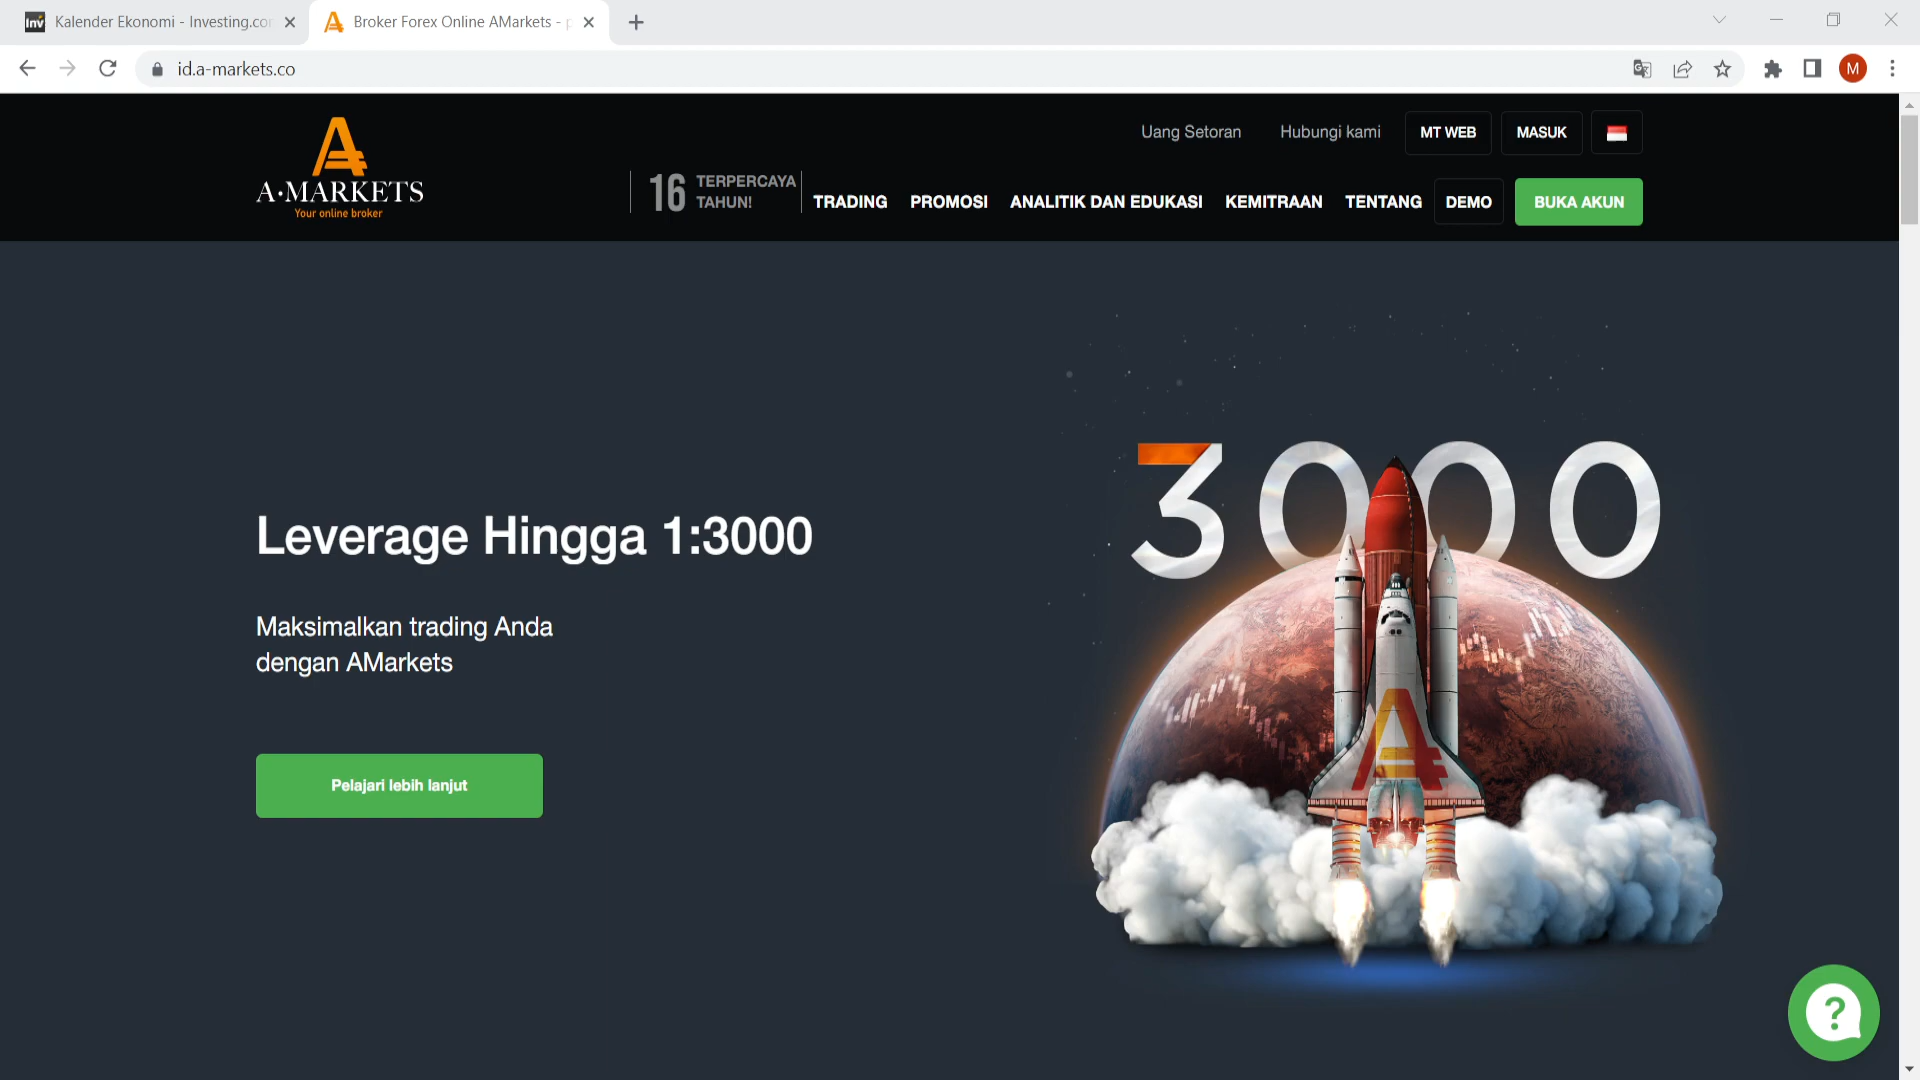 Kalender Ekonomi - Investing.co
Broker Forex Online AMarkets -
id.a-markets.co
M
Uang Setoran
Hubungi kami
MT WEB
MASUK
A·MARKETS
Your online broker
16 TERPERCAYA
TAHUN!
TRADING
PROMOSI
ANALITIK DAN EDUKASI
KEMITRAAN
TENTANG
DEMO
BUKA AKUN
3000
Leverage Hingga 1:3000
Maksimalkan trading Anda
dengan AMarkets
Pelajari lebih lanjut
?